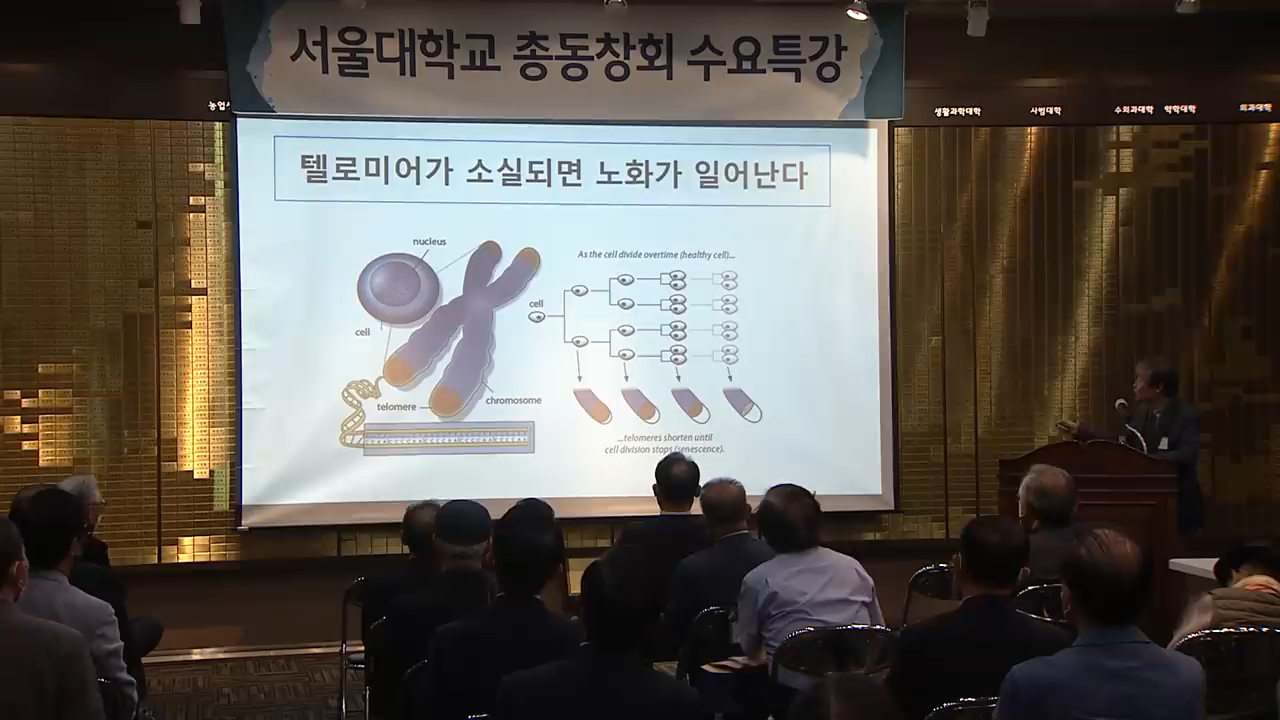 서울대학교 총동창회 수요특강
생활과학대학 사범대학 수의과대학 약학대학 치과대학
텔로미어가 소실되면 노화가 일어난다
nucleus
cell
telomere
chromosome
As the cell divide overtime (healthy cell)...
cell
...telomeres shorten until
cell division stops (senescence).